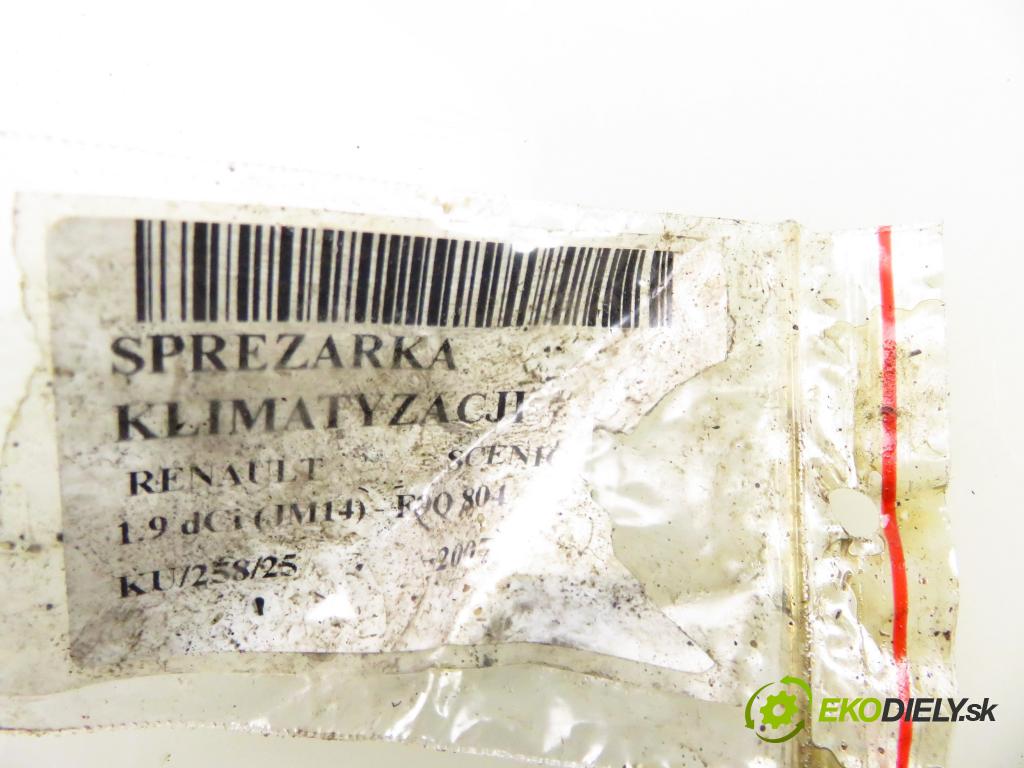 SPREZARKA
KLIMATYZACJI
RENAULT SCENIC
1.9 dCi (JM14) - F9Q 804
KU/258/25 -2007
EKODIELY.sk